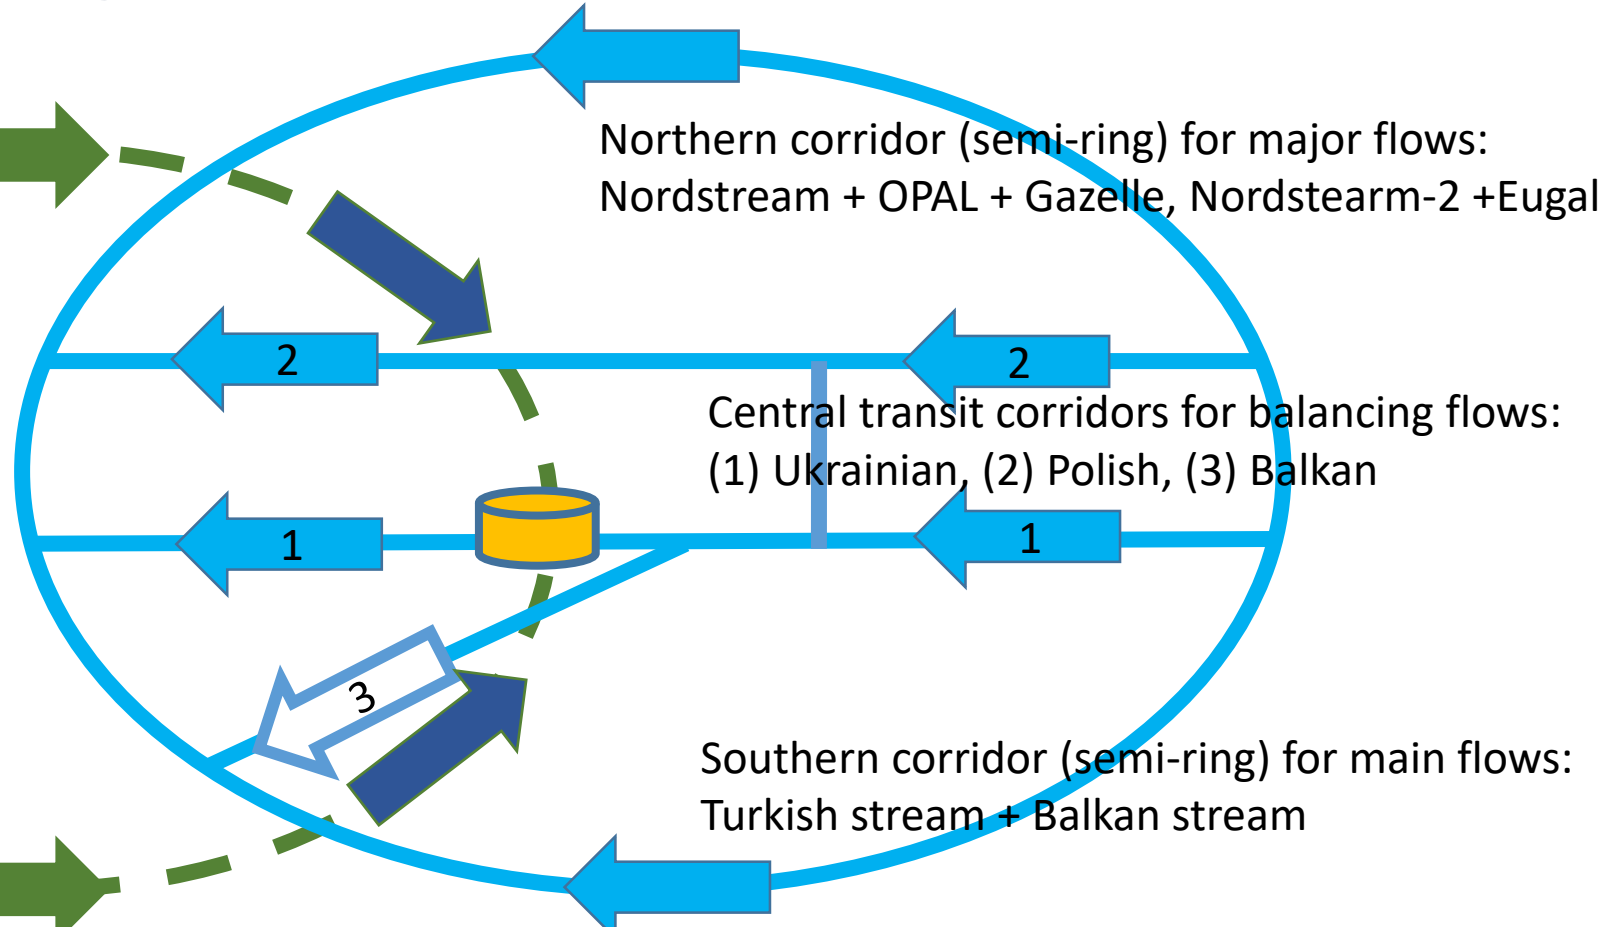 Northern corridor (semi-ring) for major flows:
Nordstream + OPAL + Gazelle, Nordstearm-2 +Eugal
2
2
Central transit corridors for balancing flows:
(1) Ukrainian, (2) Polish, (3) Balkan
1
1
3
Southern corridor (semi-ring) for main flows:
Turkish stream + Balkan stream